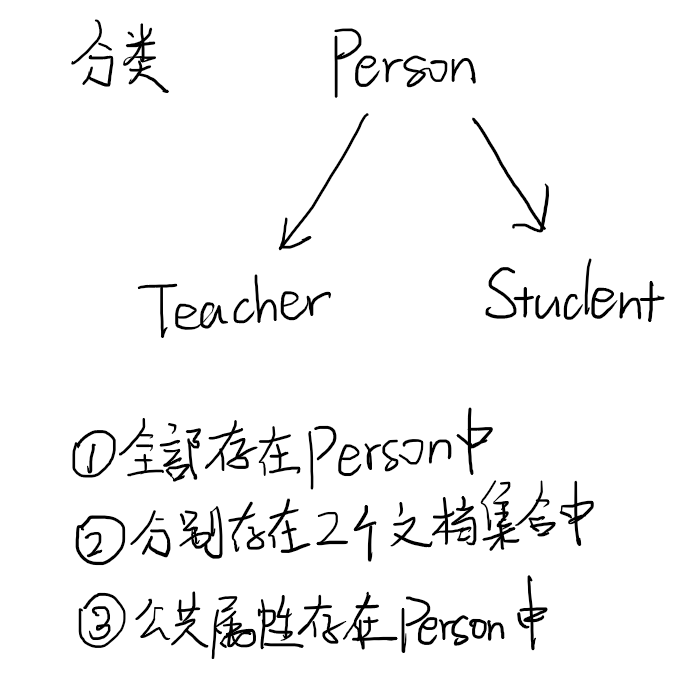 分类
Person
Teacher
Student
①全部存在Person中
②分别存在2个文档集合中
③公共属性存在Person中